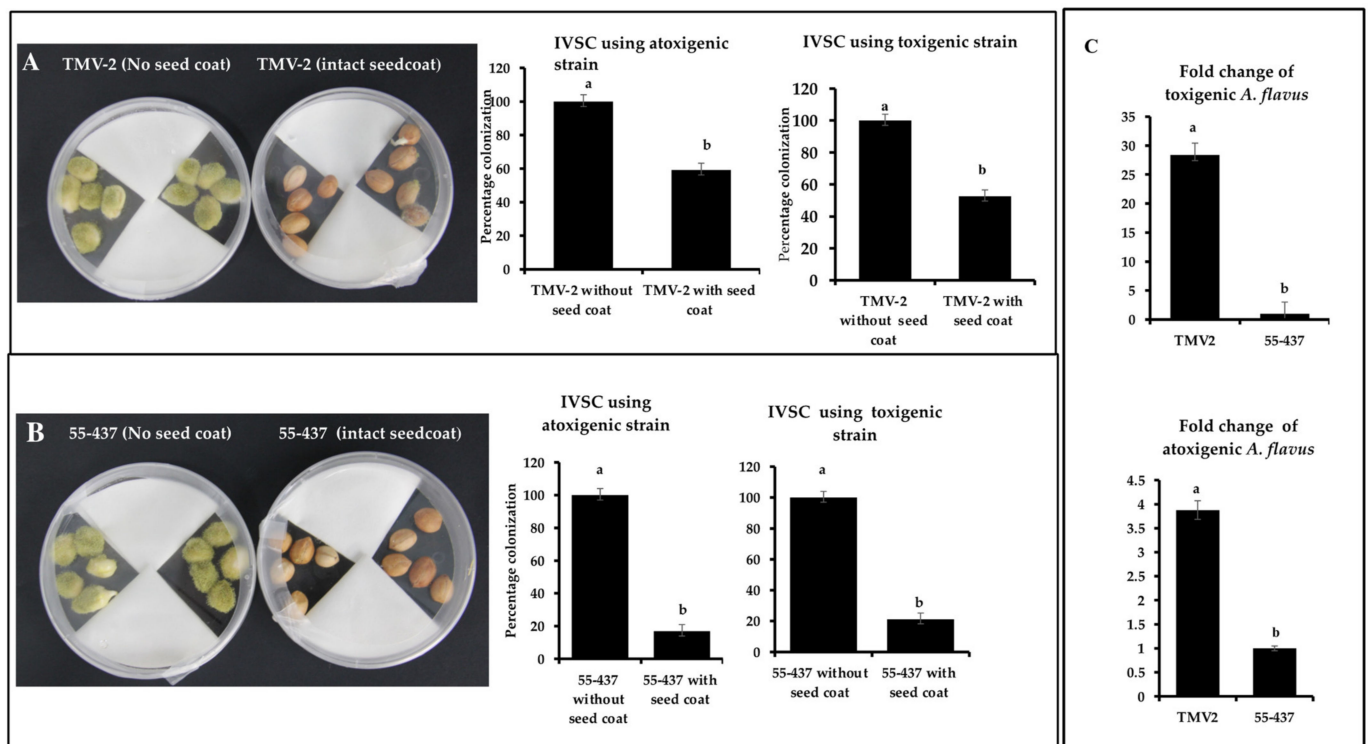 A
TMV-2 (No seed coat)
TMV-2 (intact seedcoat)
IVSC using atoxigenic
strain
Percentage colonization
120
100
80
60
40
20
0
a
b
TMV-2 without
seed coat
TMV-2 with seed
coat
IVSC using toxigenic strain
Percentage colonization
120
100
80
60
40
20
0
a
b
TMV-2
without seed
coat
TMV-2 with
seed coat
B
55-437 (No seed coat)
55-437 (intact seedcoat)
IVSC using
atoxigenic strain
Percentage colonization
120
100
80
60
40
20
0
a
b
55-437
without
seed coat
55-437 with
seed coat
IVSC using toxigenic
strain
120
100
80
60
40
20
0
a
b
55-437 without
seed coat
55-437 with
seed coat
C
Fold change of
toxigenic A. flavus
35
30
25
20
15
10
5
0
a
b
TMV2
55-437
Fold change of
atoxigenic A. flavus
4.5
4
3.5
3
2.5
2
1.5
1
0.5
0
a
b
TMV2
55-437